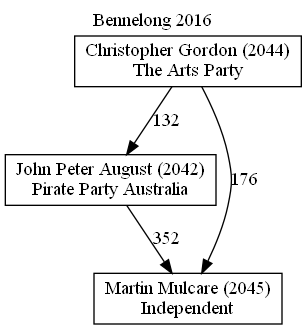 Bennelong 2016
Christopher Gordon (2044)
The Arts Party
132
John Peter August (2042)
Pirate Party Australia
176
352
Martin Mulcare (2045)
Independent